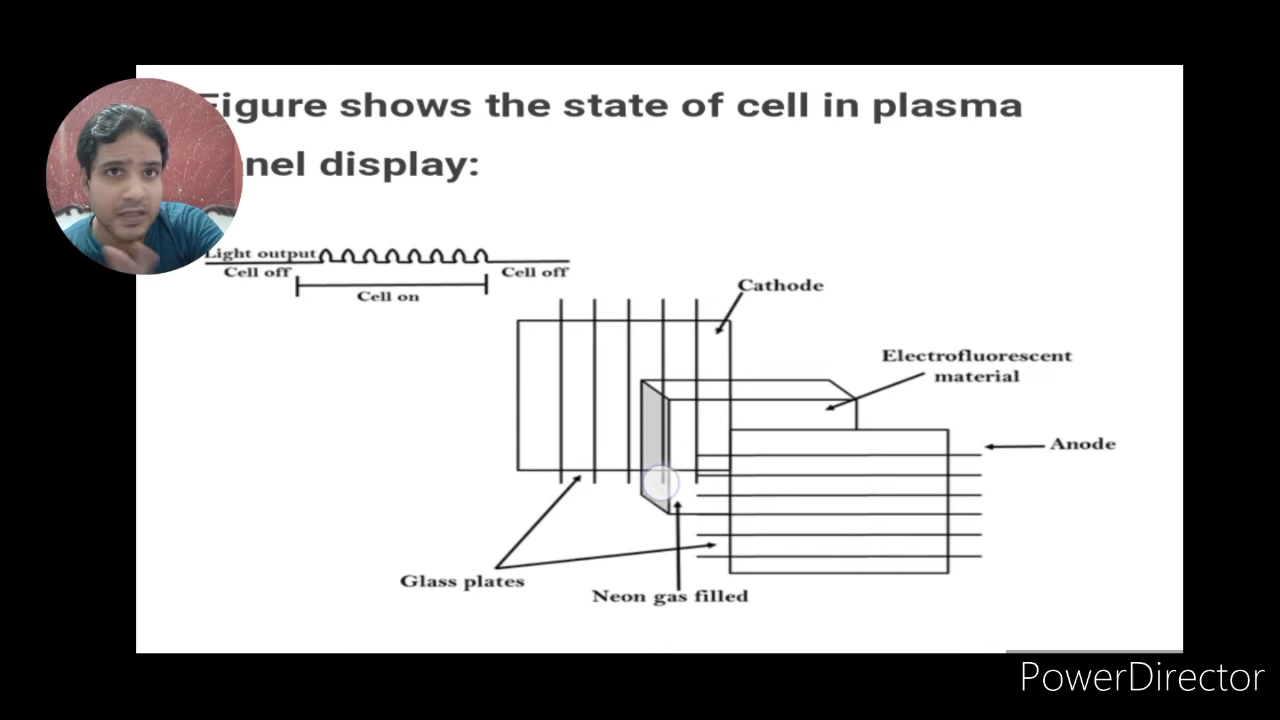 Figure shows the state of cell in plasma
nel display:
Light output
Cell off
Cell off
Cell on
Cathode
Electrofluorescent
material
Anode
Glass plates
Neon gas filled
PowerDirector